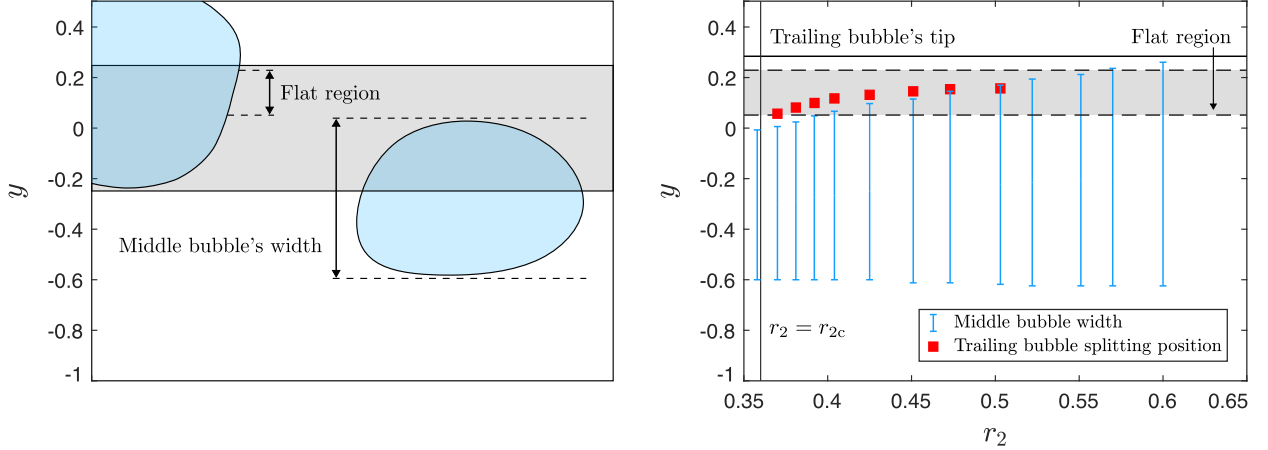 0.4
0.2
0
-0.2
-0.4
-0.6
-0.8
-1
y
Flat region
Middle bubble's width
0.4
0.2
0
-0.2
-0.4
-0.6
-0.8
-1
y
Trailing bubble's tip
Flat region
r₂ = r₂c
Middle bubble width
Trailing bubble splitting position
0.35 0.4 0.45 0.5 0.55 0.6 0.65
r₂